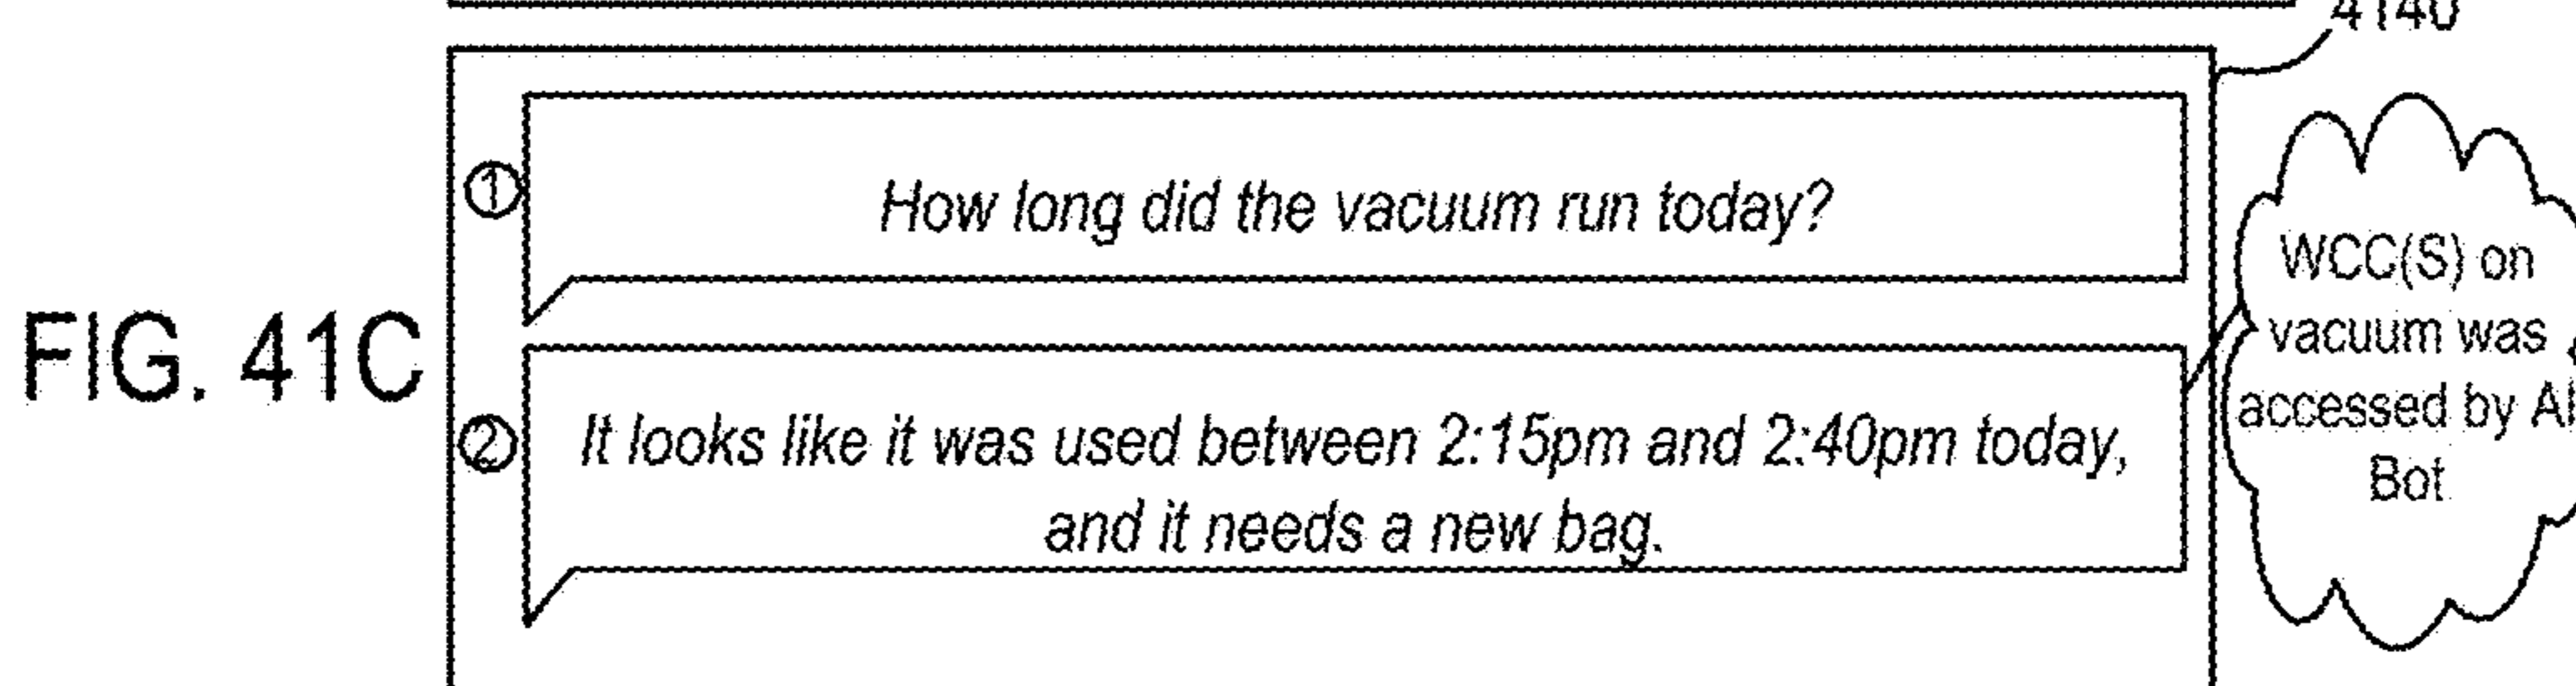 4140
FIG. 41C
1
How long did the vacuum run today?
2
It looks like it was used between 2:15pm and 2:40pm today,
and it needs a new bag.
WCC(S) on
vacuum was
accessed by AI
Bot